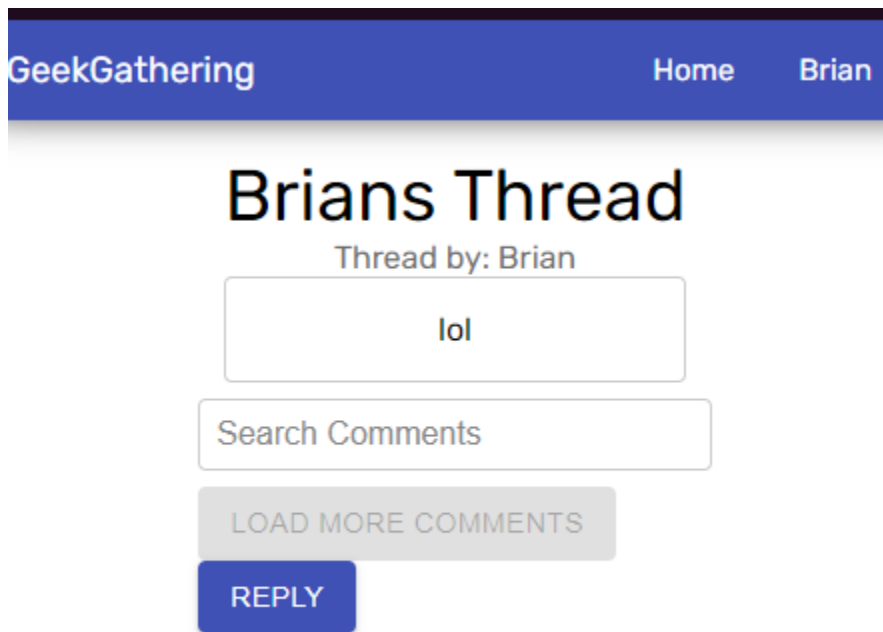 GeekGathering Home Brian
Brians Thread
Thread by: Brian
lol
Search Comments
LOAD MORE COMMENTS
REPLY